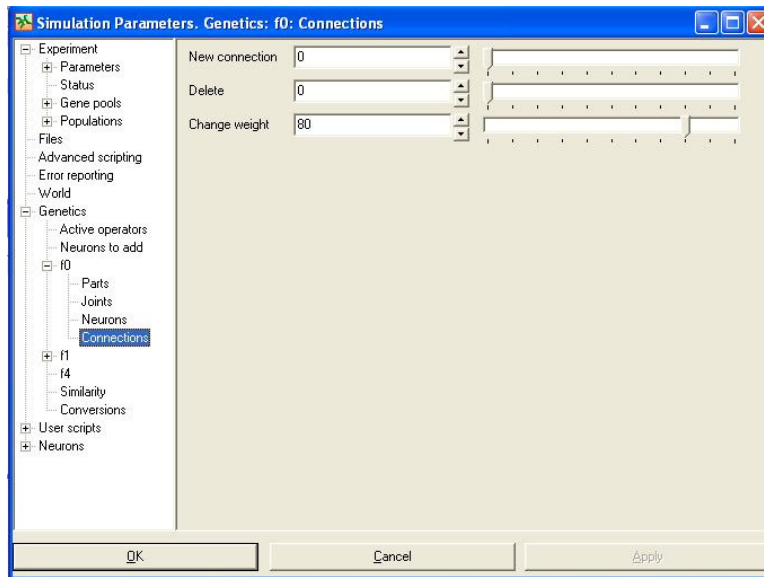 Simulation Parameters. Genetics: f0: Connections
Experiment
Parameters
Status
Gene pools
Populations
Files
Advanced scripting
Error reporting
World
Genetics
Active operators
Neurons to add
f0
Parts
Joints
Neurons
Connections
f1
f4
Similarity
Conversions
User scripts
Neurons
New connection 0
Delete 0
Change weight 80
OK Cancel Apply